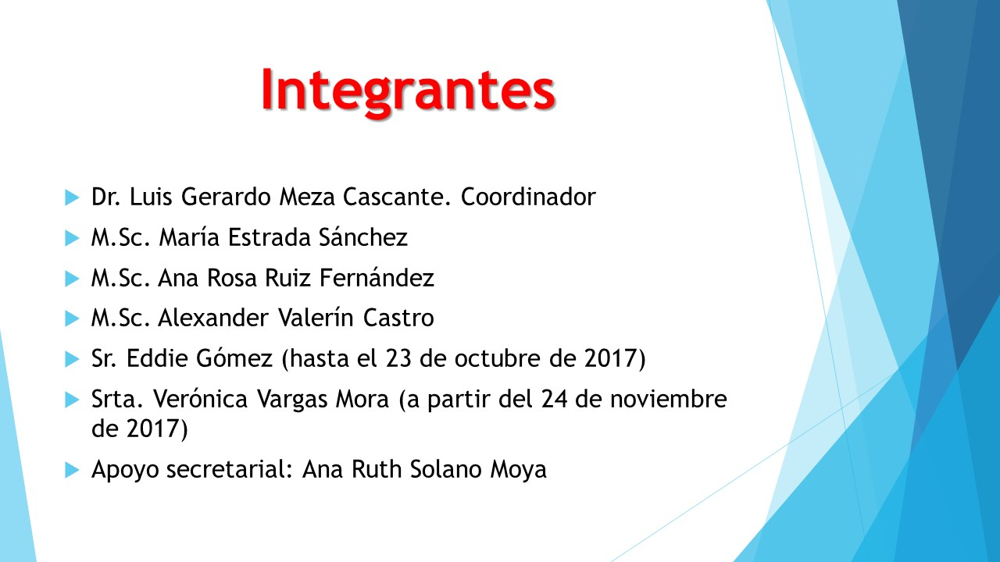 Integrantes
Dr. Luis Gerardo Meza Cascante. Coordinador
M.Sc. María Estrada Sánchez
M.Sc. Ana Rosa Ruiz Fernández
M.Sc. Alexander Valerín Castro
Sr. Eddie Gómez (hasta el 23 de octubre de 2017)
Srta. Verónica Vargas Mora (a partir del 24 de noviembre
de 2017)
Apoyo secretarial: Ana Ruth Solano Moya